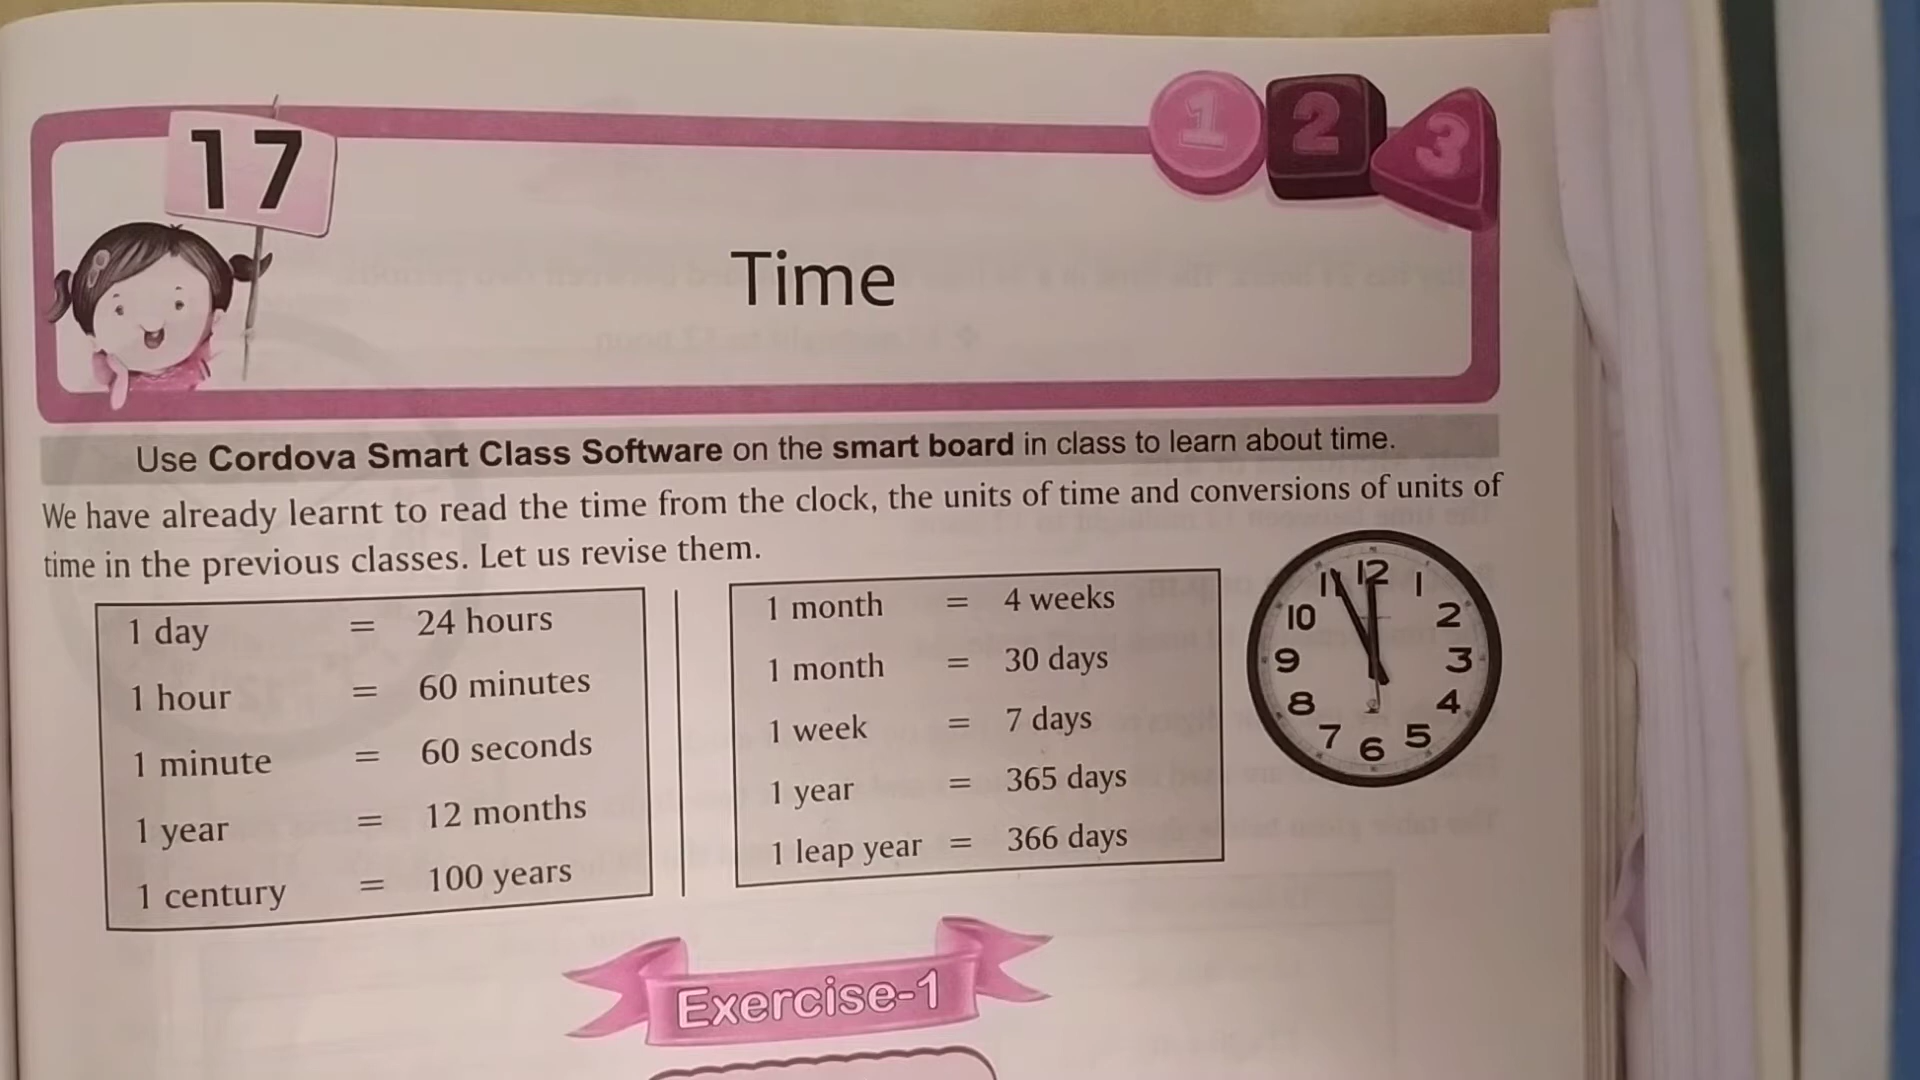 17
1 2 3
Time
Use Cordova Smart Class Software on the smart board in class to learn about time.
We have already learnt to read the time from the clock, the units of time and conversions of units of
time in the previous classes. Let us revise them.
1 day = 24 hours
1 hour = 60 minutes
1 minute = 60 seconds
1 year = 12 months
1 century = 100 years
1 month = 4 weeks
1 month = 30 days
1 week = 7 days
1 year = 365 days
1 leap year = 366 days
12
1
2
3
4
5
6
7
8
9
10
11
Exercise-1